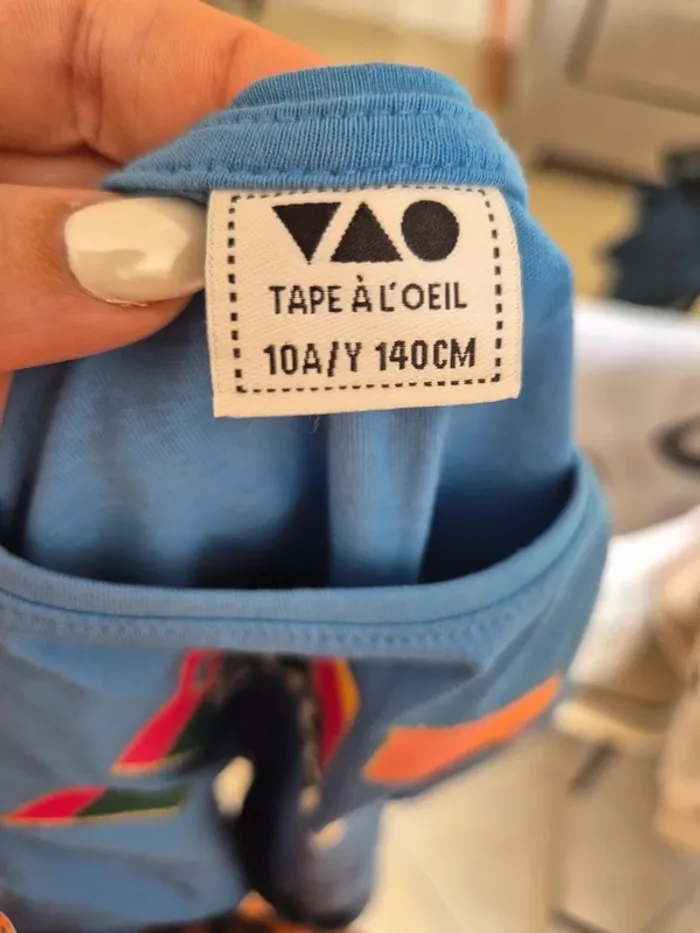 TAPE À L'OEIL
10A/Y 140CM